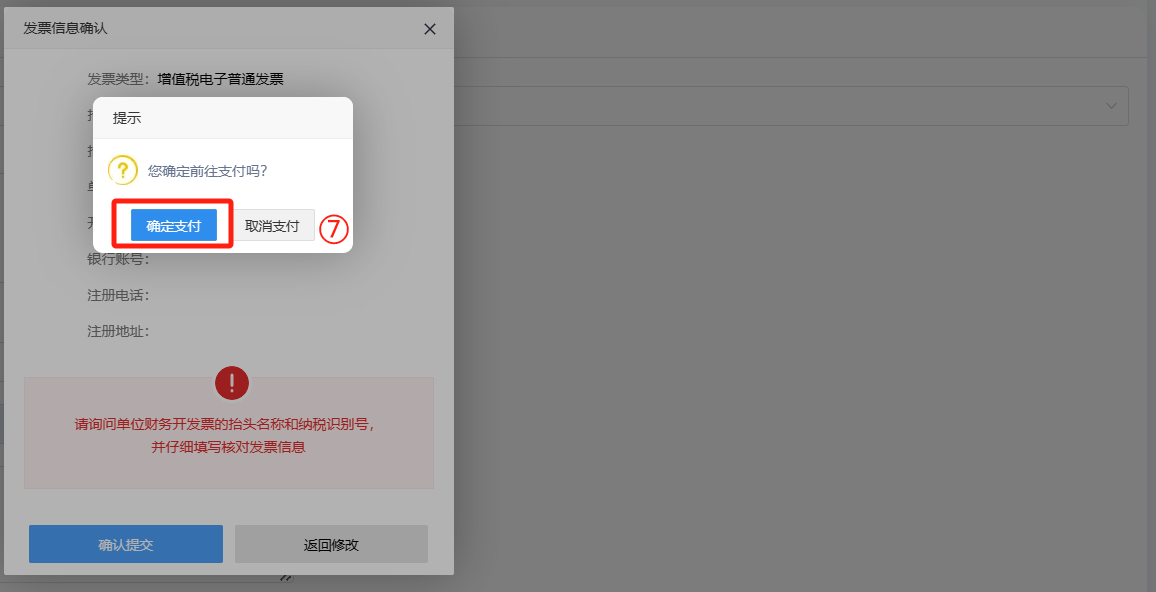 发票信息确认
发票类型：增值税电子普通发票
提示
?
您确定前往支付吗？
确定支付
取消支付
⑦
银行账号：
注册电话：
注册地址：
!
请询问单位财务开发票的抬头名称和纳税识别号，
并仔细填写核对发票信息
确认提交
返回修改